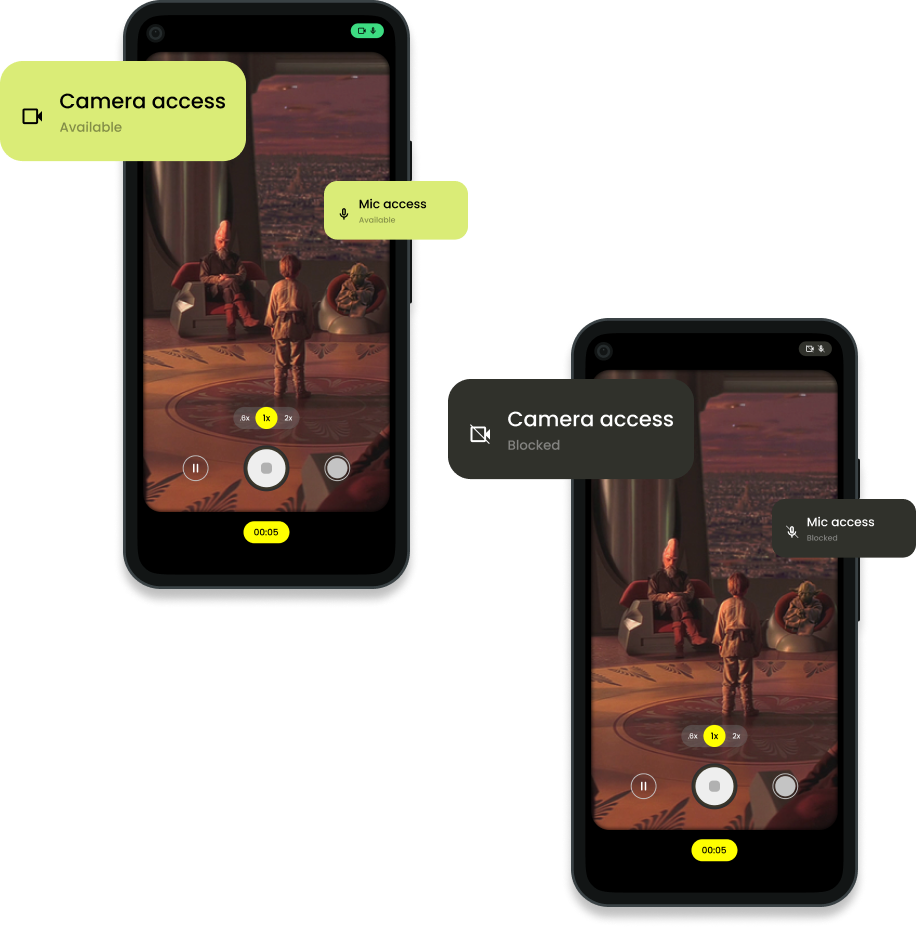 Camera access
Available
Mic access
Available
.6x 1x 2x
00:05
Camera access
Blocked
Mic access
Blocked
.6x 1x 2x
00:05